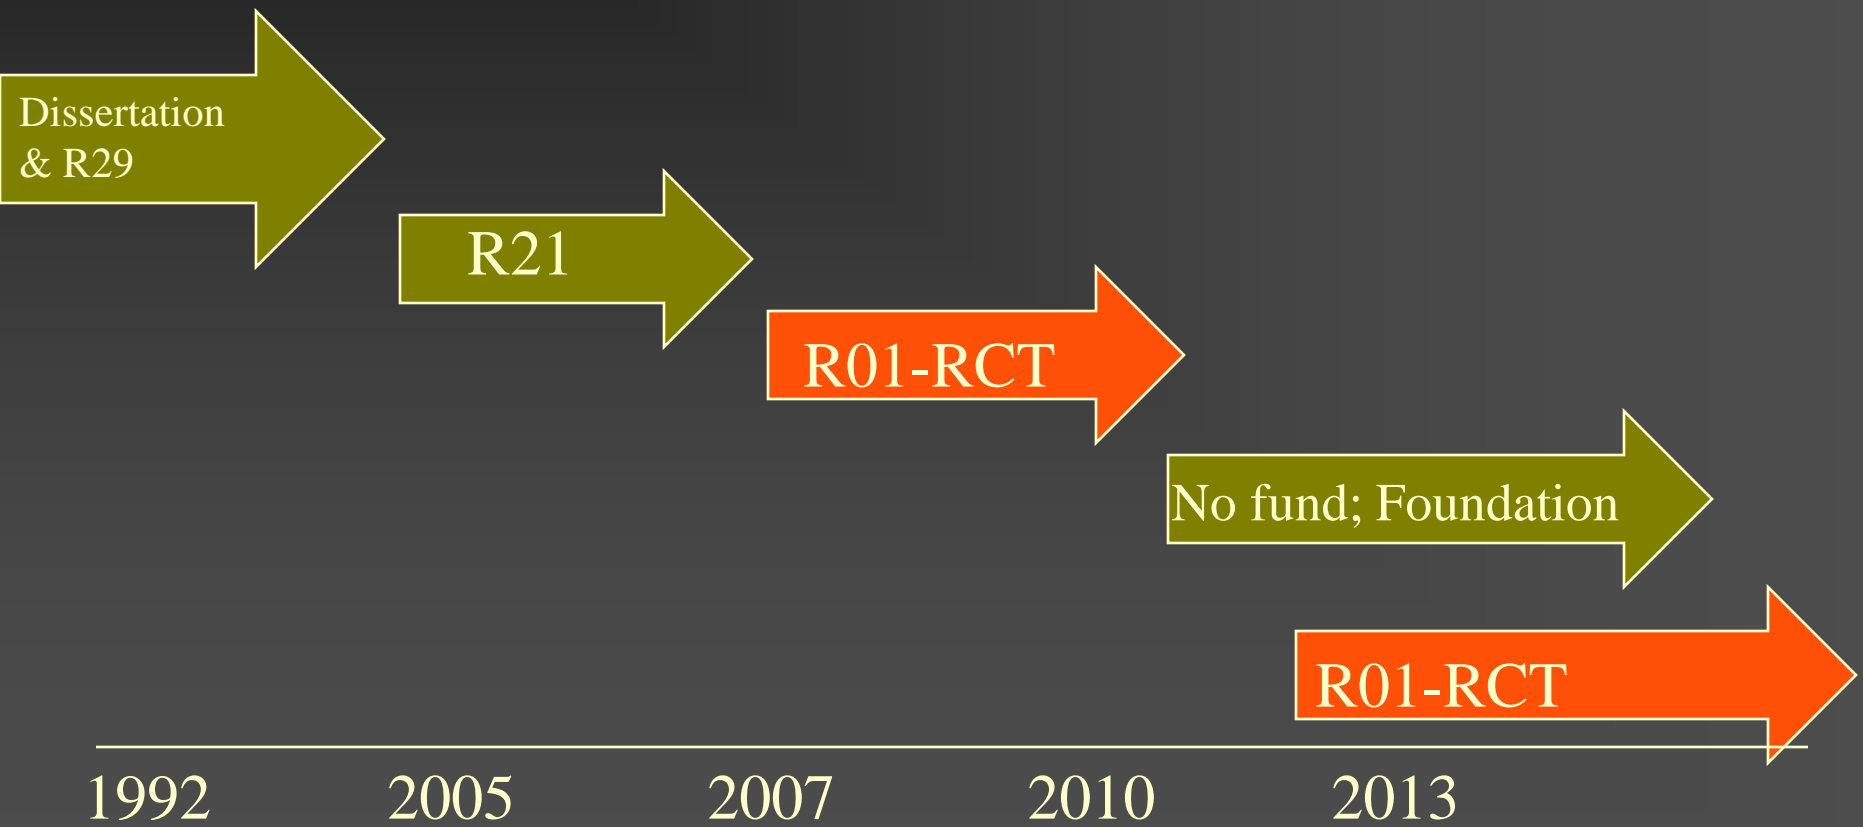 Dissertation
& R29
R21
R01-RCT
No fund; Foundation
R01-RCT
1992 2005 2007 2010 2013